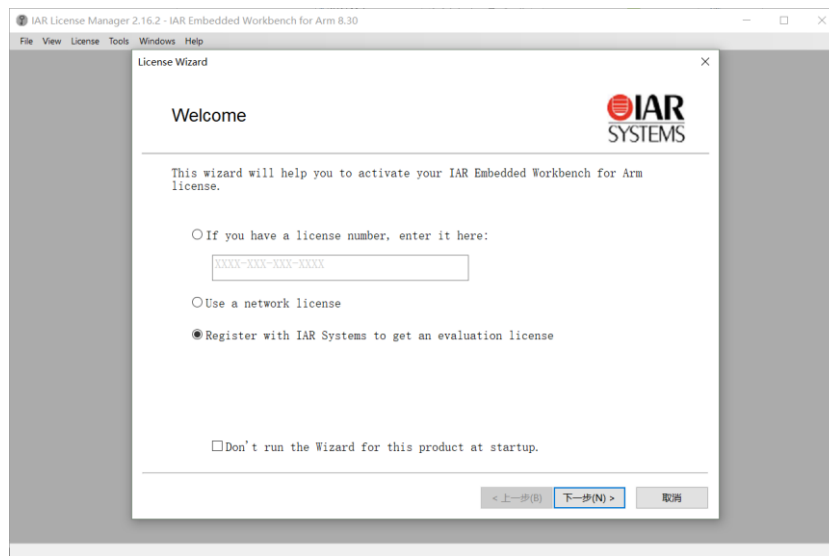 IAR License Manager 2.16.2 - IAR Embedded Workbench for Arm 8.30
File View License Tools Windows Help
License Wizard
Welcome
IAR
SYSTEMS
This wizard will help you to activate your IAR Embedded Workbench for Arm
license.
If you have a license number, enter it here:
XXXX-XXX-XXX-XXXX
Use a network license
Register with IAR Systems to get an evaluation license
Don't run the Wizard for this product at startup.
< 上一步(B) 下一步(N) > 取消